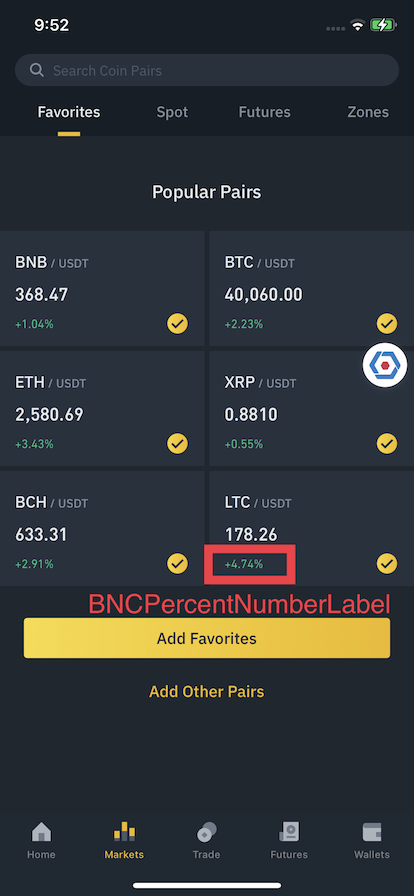 9:52
Search Coin Pairs
Favorites Spot Futures Zones
Popular Pairs
BNB / USDT
368.47
+1.04%
BTC / USDT
40,060.00
+2.23%
ETH / USDT
2,580.69
+3.43%
XRP / USDT
0.8810
+0.55%
BCH / USDT
633.31
+2.91%
LTC / USDT
178.26
+4.74%
BNCPercentNumberLabel
Add Favorites
Add Other Pairs
Home Markets Trade Futures Wallets